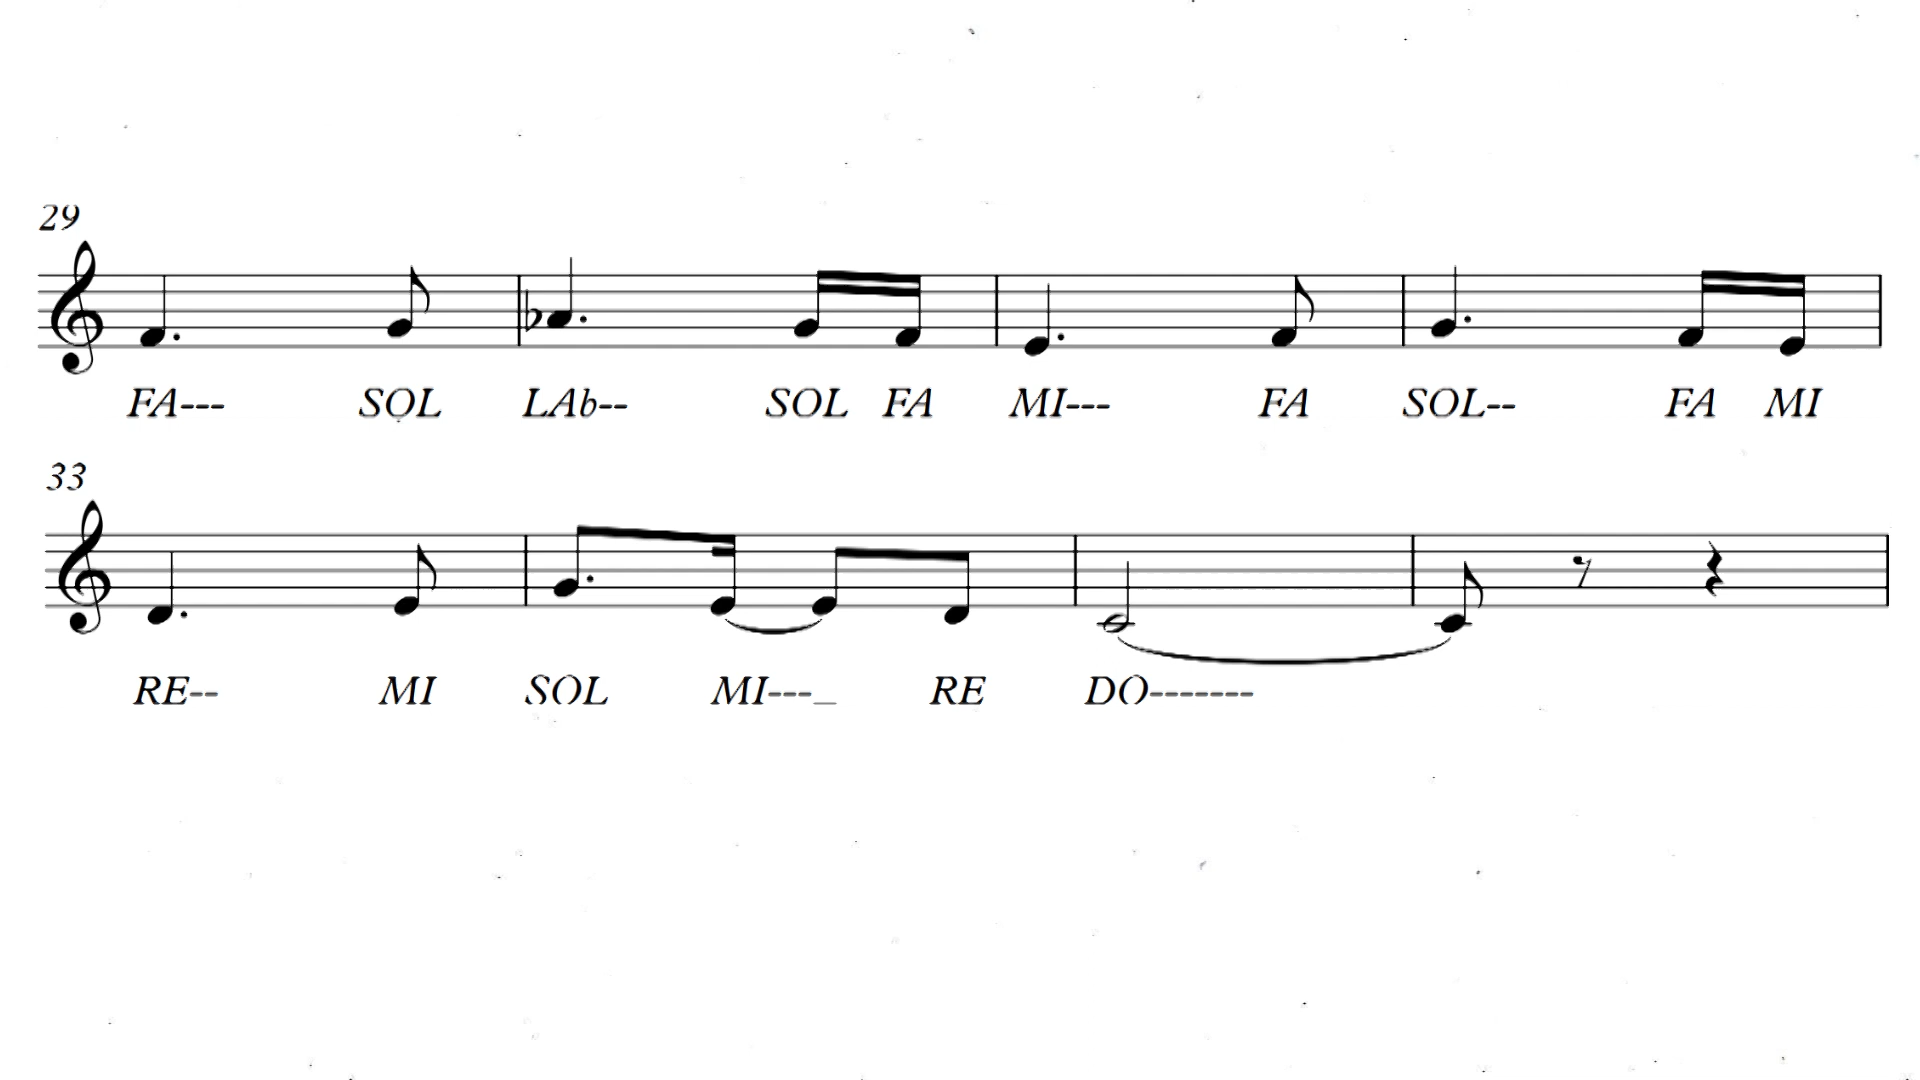 29
FA--- SOL LAb-- SOL FA MI--- FA SOL-- FA MI
33
RE-- MI SOL MI---_ RE DO-------